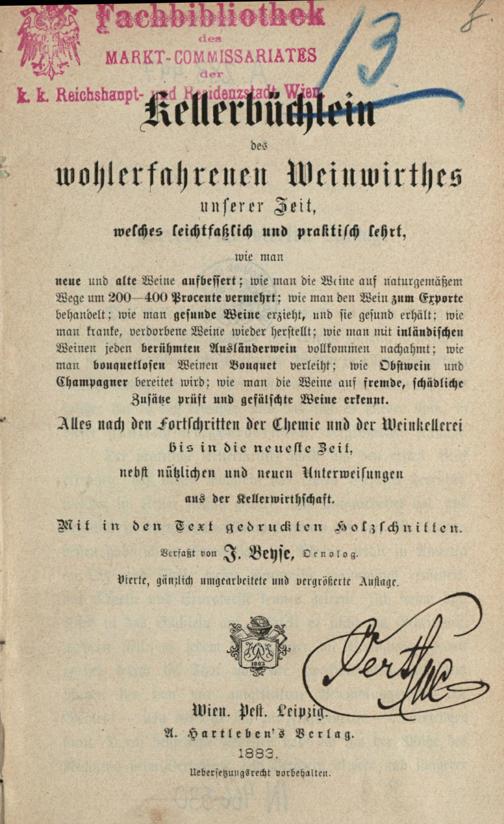 Fachbibliothek
des
MARKT-COMMISSARIATES
der
k. k. Reichshaupt- und Residenzstadt Wien.
13.
8.
Kellerbüchlein
des
wohlerfahrenen Weinwirthes
unserer Zeit,
welches leichtfaßlich und praktisch lehrt,
wie man
neue und alte Weine aufbessert; wie man die Weine auf naturgemäßem
Wege um 200—400 Procente vermehrt; wie man den Wein zum Exporte
behandelt; wie man gesunde Weine erzieht, und sie gesund erhält; wie
man kranke, verdorbene Weine wieder herstellt; wie man mit inländischen
Weinen jeden berühmten Ausländerwein vollkommen nachahmt; wie
man bouquetlosen Weinen Bouquet verleiht; wie Obstwein und
Champagner bereitet wird; wie man die Weine auf fremde, schädliche
Zusätze prüft und gefälschte Weine erkennt.
Alles nach den Fortschritten der Chemie und der Weinkellerei
bis in die neueste Zeit,
nebst nützlichen und neuen Unterweisungen
aus der Kellerwirthschaft.
Mit in den Text gedruckten Holzschnitten.
Verfaßt von J. Beyse, Oenolog.
Vierte, gänzlich umgearbeitete und vergrößerte Auflage.
Wien. Pest. Leipzig.
A. Hartleben's Verlag.
1883.
Uebersetzungsrecht vorbehalten.